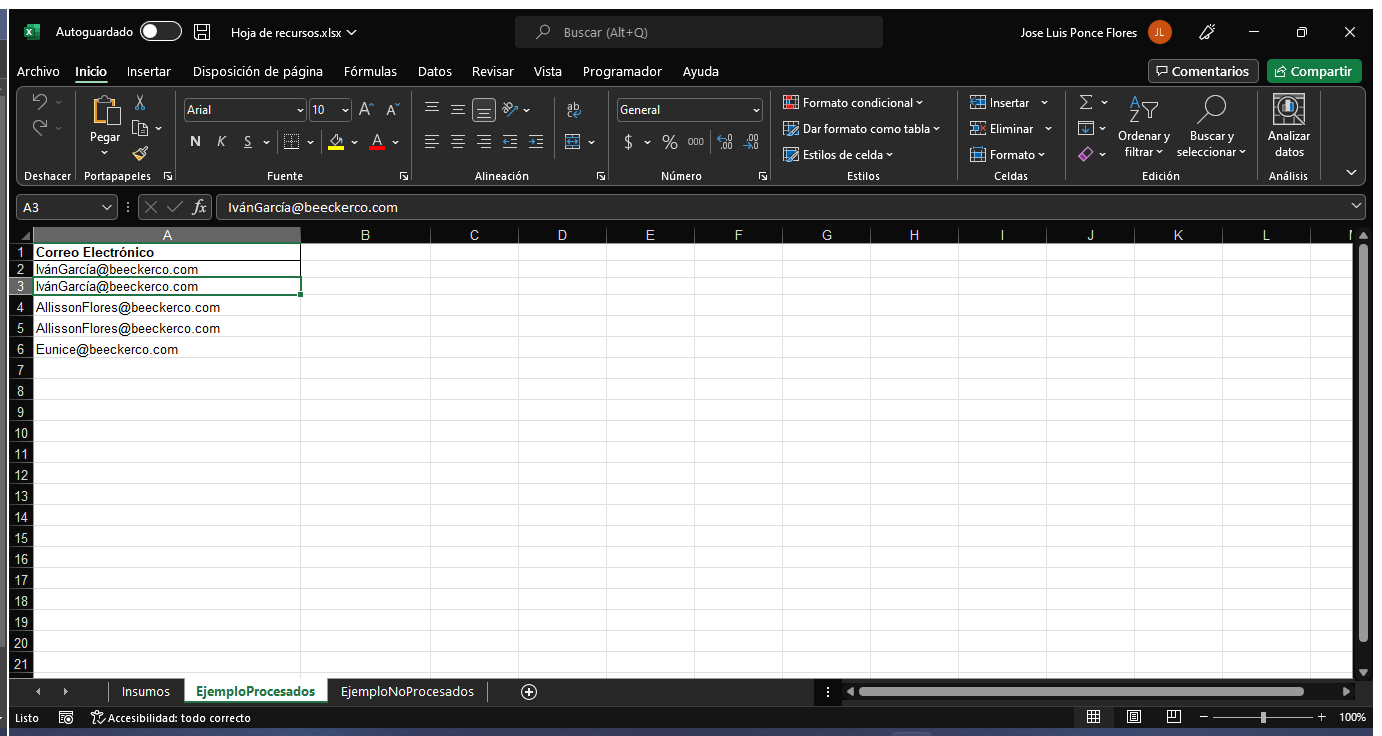 Autoguardado Hoja de recursos.xlsx Buscar (Alt+Q) Jose Luis Ponce Flores JL
Archivo Inicio Insertar Disposición de página Fórmulas Datos Revisar Vista Programador Ayuda Comentarios Compartir
Pegar
Arial 10
N K S
ab
General
$ % 000
Formato condicional
Dar formato como tabla
Estilos de celda
Insertar
Eliminar
Formato
Ordenar y filtrar
Buscar y seleccionar
Analizar datos
Deshacer Portapapeles Fuente Alineación Número Estilos Celdas Edición Análisis
A3 fx IvánGarcía@beeckerco.com
A B C D E F G H I J K L
1 Correo Electrónico
2 IvánGarcía@beeckerco.com
3 IvánGarcía@beeckerco.com
4 AllissonFlores@beeckerco.com
5 AllissonFlores@beeckerco.com
6 Eunice@beeckerco.com
7
8
9
10
11
12
13
14
15
16
17
18
19
20
21
Insumos EjemploProcesados EjemploNoProcesados
Listo Accesibilidad: todo correcto 100%